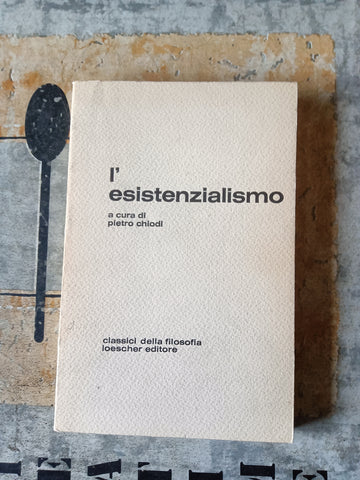 l'
esistenzialismo
a cura di
pietro chiodi
classici della filosofia
loescher editore